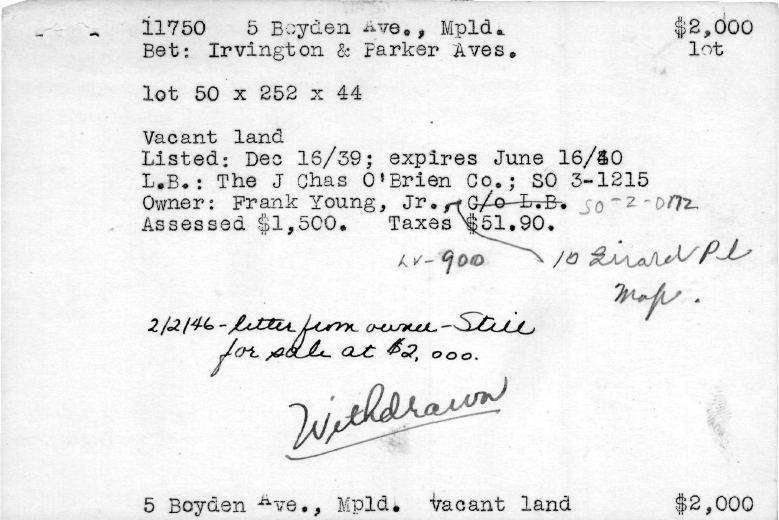 11750 5 Boyden Ave., Mpld. $2,000
Bet: Irvington & Parker Aves. lot
lot 50 x 252 x 44
Vacant land
Listed: Dec 16/39; expires June 16/40
L.B.: The J Chas O'Brien Co.; SO 3-1215
Owner: Frank Young, Jr., C/o L.B. SO-2-0172
Assessed $1,500. Taxes $51.90.
LV-900 10 Girard Pl
Map.
2/2/46-letter from owner-Still
for sale at $2,000.
Withdrawn
5 Boyden Ave., Mpld. vacant land $2,000